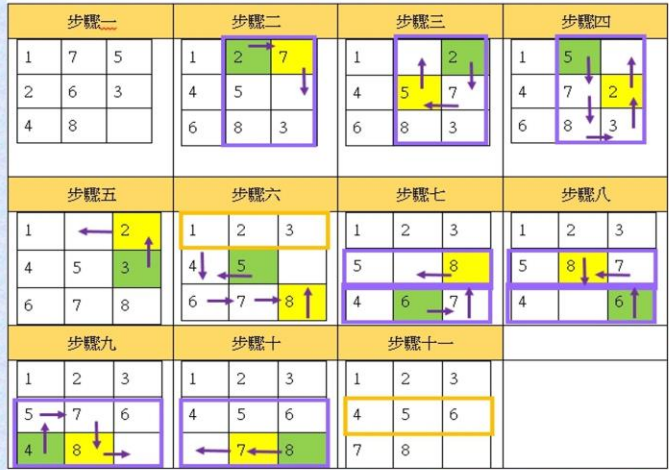 步驟一 步驟二 步驟三 步驟四
1 7 5 1 2 7 1 2 1 5
2 6 3 4 5 4 5 7 4 7 2
4 8 6 8 3 6 8 3 6 8 3
步驟五 步驟六 步驟七 步驟八
1 2 1 2 3 1 2 3 1 2 3
4 5 3 4 5 5 8 5 8 7
6 7 8 6 7 8 4 6 7 4 6
步驟九 步驟十 步驟十一
1 2 3 1 2 3 1 2 3
5 7 6 4 5 6 4 5 6
4 8 7 8 7 8